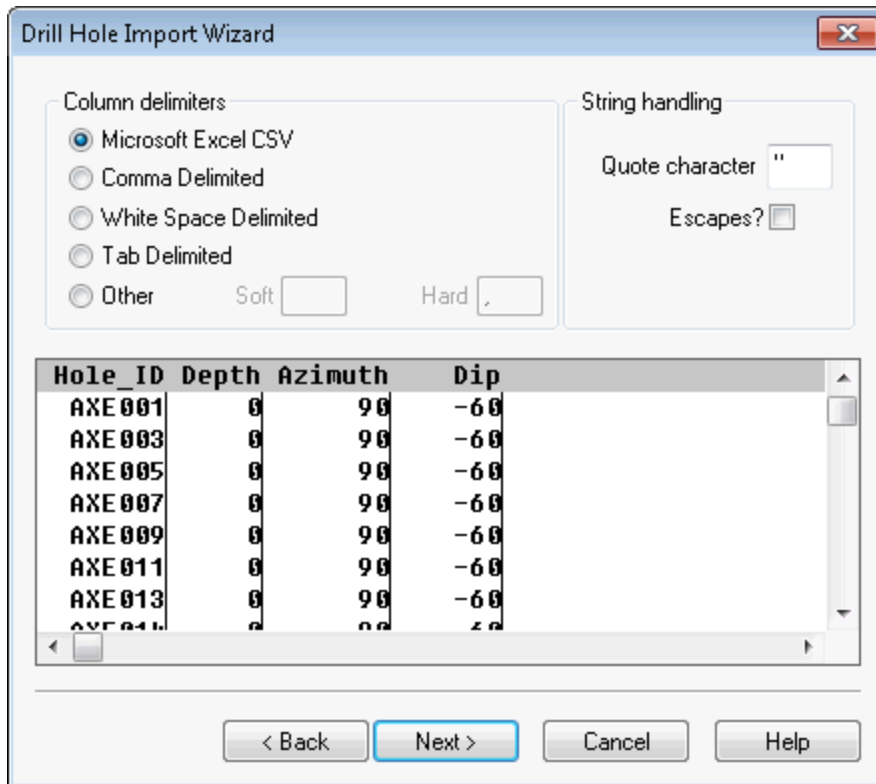 Drill Hole Import Wizard
Column delimiters
Microsoft Excel CSV
Comma Delimited
White Space Delimited
Tab Delimited
Other Soft Hard ,
String handling
Quote character "
Escapes?
Hole_ID Depth Azimuth Dip
AXE001 0 90 -60
AXE003 0 90 -60
AXE005 0 90 -60
AXE007 0 90 -60
AXE009 0 90 -60
AXE011 0 90 -60
AXE013 0 90 -60
< Back Next > Cancel Help